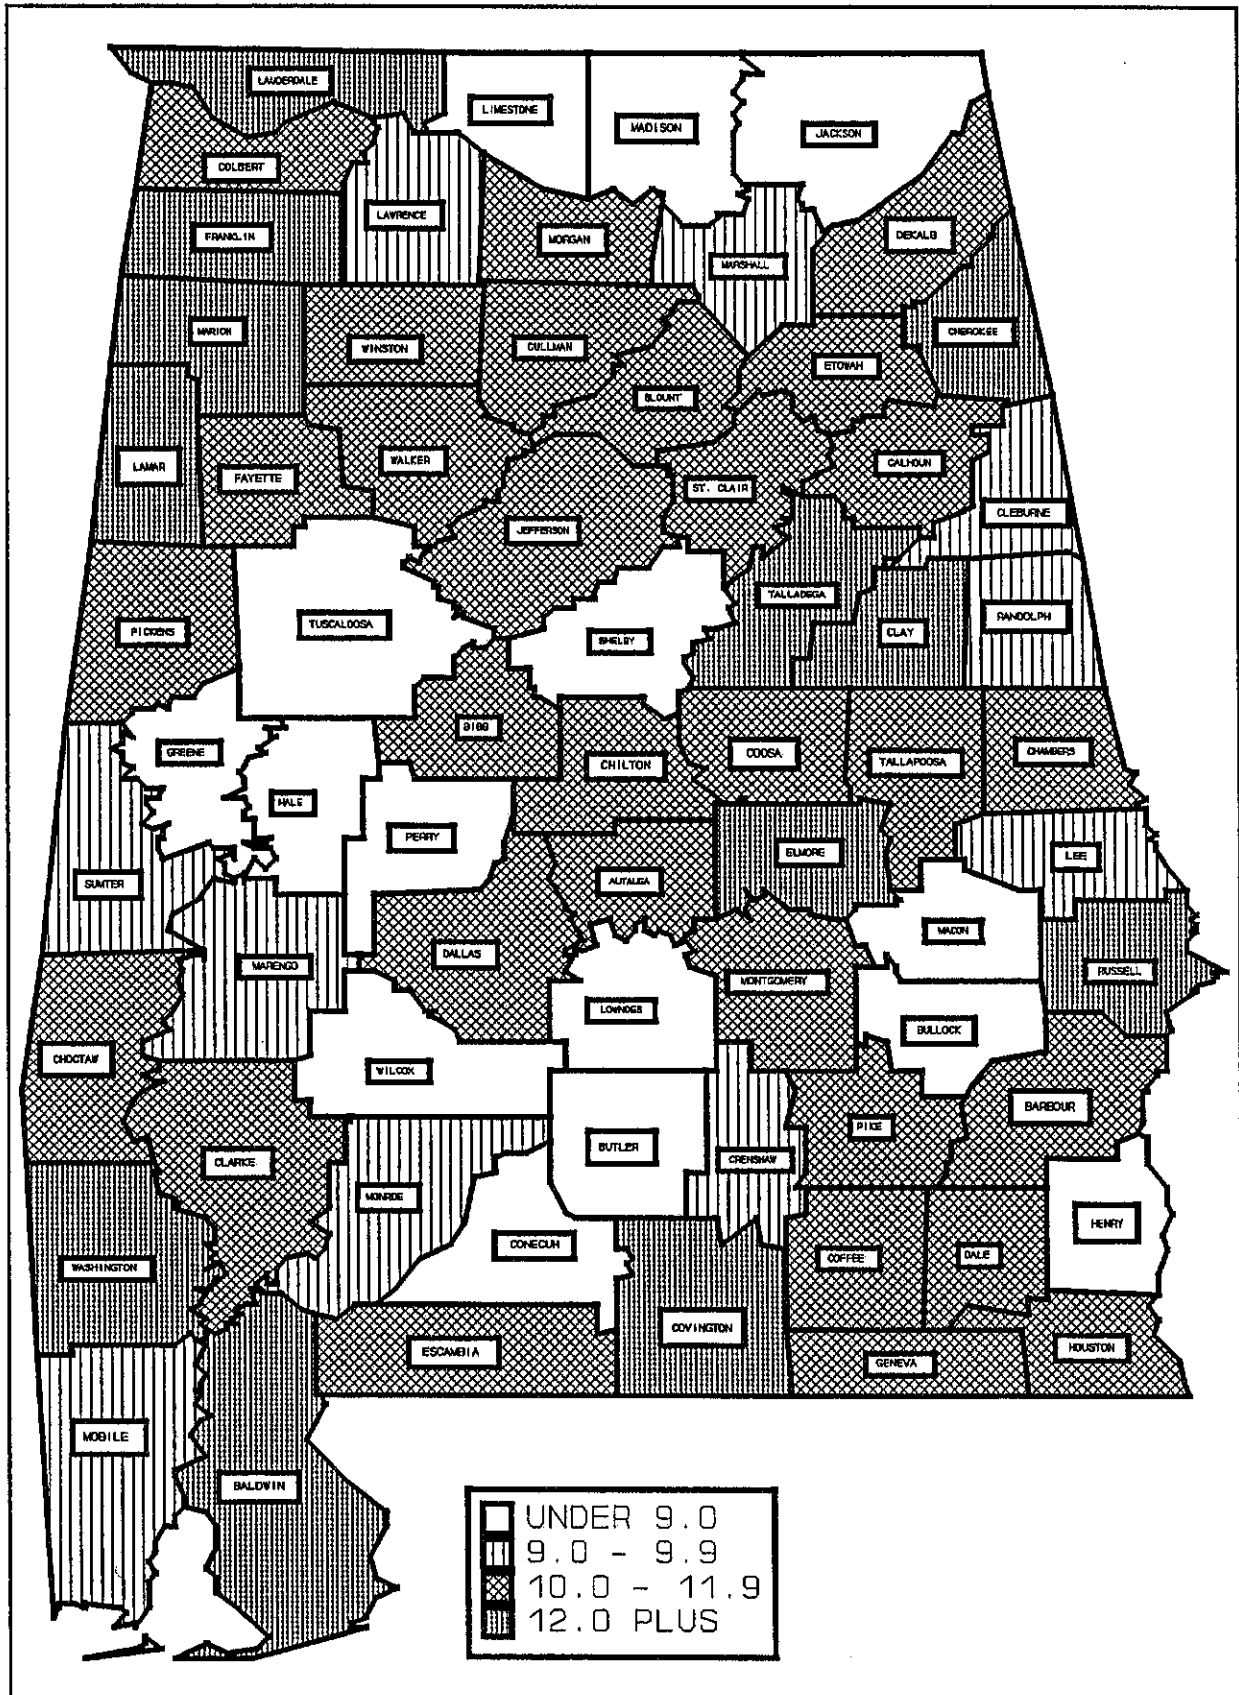 LAUDERDALE
LIMESTONE
MADISON
JACKSON
COLBERT
LAWRENCE
FRANKLIN
MORGAN
DEKALB
MARSHALL
MARION
WINSTON
CULLMAN
CHEROKEE
ETOWAH
BLOUNT
LAMAR
FAYETTE
WALKER
ST. CLAIR
CALHOUN
CLEBURNE
JEFFERSON
TALLADEGA
PICKENS
TUSCALOOSA
SHELBY
CLAY
RANDOLPH
GREENE
BIBB
CHILTON
COOSA
TALLAPOOSA
CHAMBERS
HALE
PERRY
ELMORE
LEE
SUMTER
AUTAUGA
MACON
MARENGO
DALLAS
MONTGOMERY
RUSSELL
LOWNDES
BULLOCK
CHOCTAW
WILCOX
BARBOUR
PIKE
CLARKE
BUTLER
CRENSHAW
MONROE
HENRY
WASHINGTON
CONECUH
COFFEE
DALE
COVINGTON
ESCAMBIA
GENEVA
HOUSTON
MOBILE
BALDWIN
UNDER 9.0
9.0 - 9.9
10.0 - 11.9
12.0 PLUS